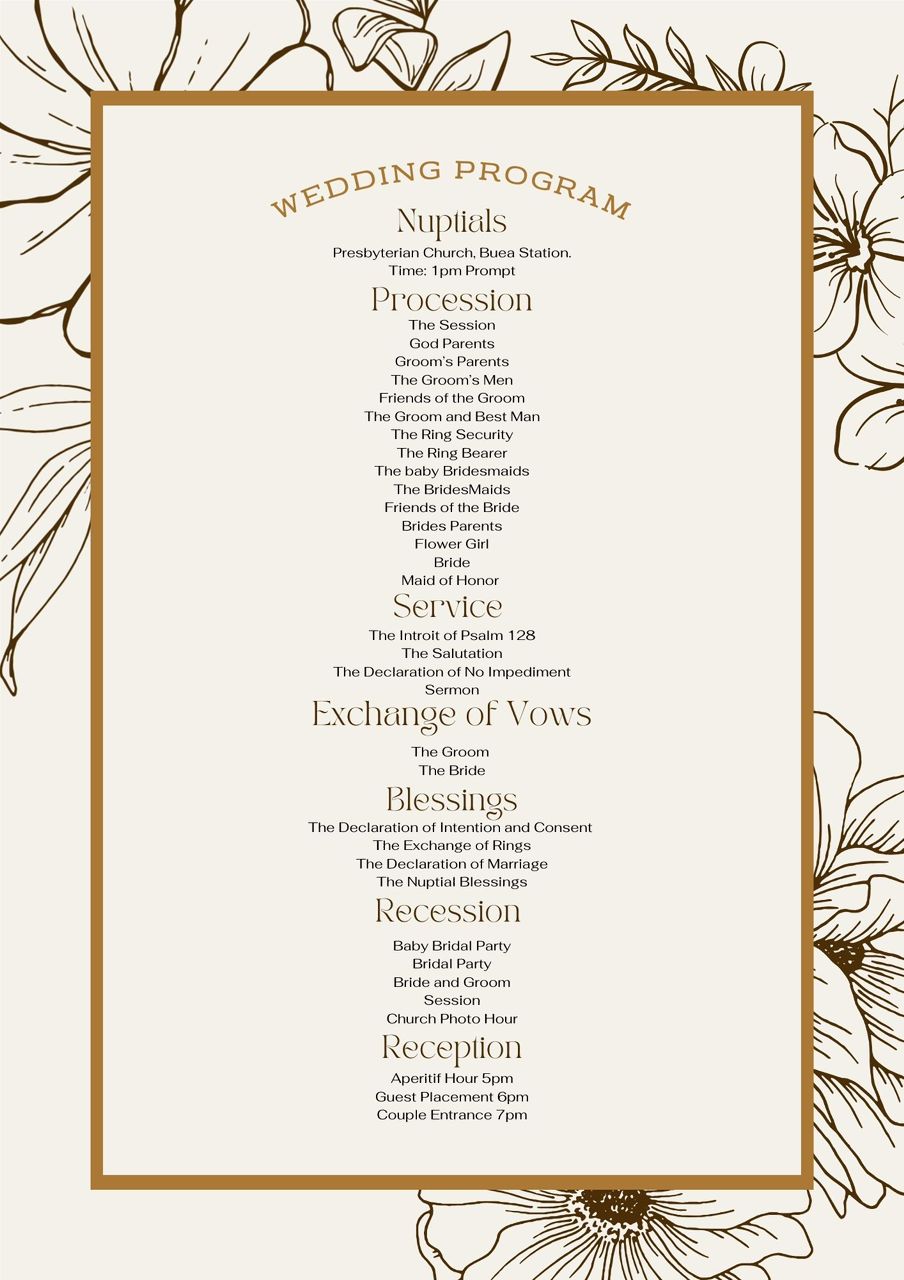 WEDDING PROGRAM
Nuptials
Presbyterian Church, Buea Station.
Time: 1pm Prompt
Procession
The Session
God Parents
Groom's Parents
The Groom's Men
Friends of the Groom
The Groom and Best Man
The Ring Security
The Ring Bearer
The baby Bridesmaids
The BridesMaids
Friends of the Bride
Brides Parents
Flower Girl
Bride
Maid of Honor
Service
The Introit of Psalm 128
The Salutation
The Declaration of No Impediment
Sermon
Exchange of Vows
The Groom
The Bride
Blessings
The Declaration of Intention and Consent
The Exchange of Rings
The Declaration of Marriage
The Nuptial Blessings
Recession
Baby Bridal Party
Bridal Party
Bride and Groom
Session
Church Photo Hour
Reception
Aperitif Hour 5pm
Guest Placement 6pm
Couple Entrance 7pm